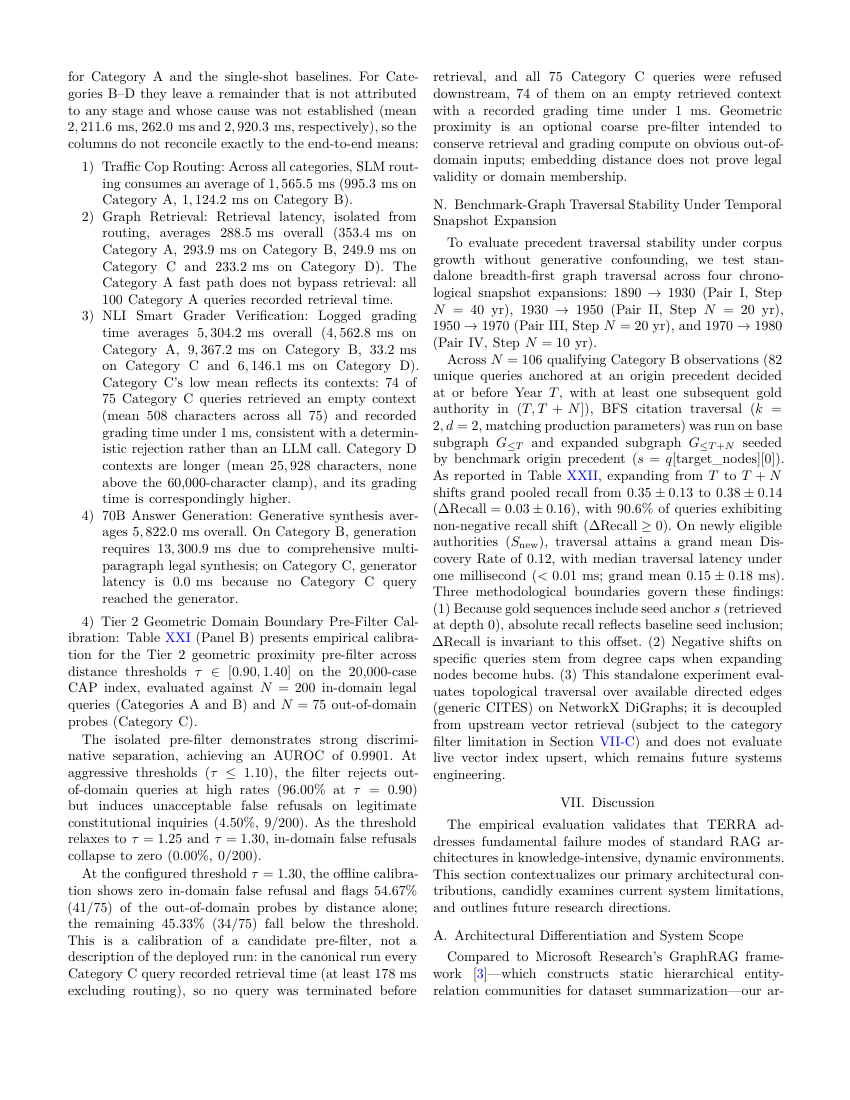 for Category A and the single-shot baselines. For Cate-
gories B–D they leave a remainder that is not attributed
to any stage and whose cause was not established (mean
2, 211.6 ms, 262.0 ms and 2, 920.3 ms, respectively), so the
columns do not reconcile exactly to the end-to-end means:
1) Traffic Cop Routing: Across all categories, SLM rout-
ing consumes an average of 1, 565.5 ms (995.3 ms on
Category A, 1, 124.2 ms on Category B).
2) Graph Retrieval: Retrieval latency, isolated from
routing, averages 288.5 ms overall (353.4 ms on
Category A, 293.9 ms on Category B, 249.9 ms on
Category C and 233.2 ms on Category D). The
Category A fast path does not bypass retrieval: all
100 Category A queries recorded retrieval time.
3) NLI Smart Grader Verification: Logged grading
time averages 5, 304.2 ms overall (4, 562.8 ms on
Category A, 9, 367.2 ms on Category B, 33.2 ms
on Category C and 6, 146.1 ms on Category D).
Category C's low mean reflects its contexts: 74 of
75 Category C queries retrieved an empty context
(mean 508 characters across all 75) and recorded
grading time under 1 ms, consistent with a determin-
istic rejection rather than an LLM call. Category D
contexts are longer (mean 25, 928 characters, none
above the 60,000-character clamp), and its grading
time is correspondingly higher.
4) 70B Answer Generation: Generative synthesis aver-
ages 5, 822.0 ms overall. On Category B, generation
requires 13, 300.9 ms due to comprehensive multi-
paragraph legal synthesis; on Category C, generator
latency is 0.0 ms because no Category C query
reached the generator.
4) Tier 2 Geometric Domain Boundary Pre-Filter Cal-
ibration: Table XXI (Panel B) presents empirical calibra-
tion for the Tier 2 geometric proximity pre-filter across
distance thresholds τ ∈ [0.90, 1.40] on the 20,000-case
CAP index, evaluated against N = 200 in-domain legal
queries (Categories A and B) and N = 75 out-of-domain
probes (Category C).
The isolated pre-filter demonstrates strong discrimi-
native separation, achieving an AUROC of 0.9901. At
aggressive thresholds (τ ≤ 1.10), the filter rejects out-
of-domain queries at high rates (96.00% at τ = 0.90)
but induces unacceptable false refusals on legitimate
constitutional inquiries (4.50%, 9/200). As the threshold
relaxes to τ = 1.25 and τ = 1.30, in-domain false refusals
collapse to zero (0.00%, 0/200).
At the configured threshold τ = 1.30, the offline calibra-
tion shows zero in-domain false refusal and flags 54.67%
(41/75) of the out-of-domain probes by distance alone;
the remaining 45.33% (34/75) fall below the threshold.
This is a calibration of a candidate pre-filter, not a
description of the deployed run: in the canonical run every
Category C query recorded retrieval time (at least 178 ms
excluding routing), so no query was terminated before
retrieval, and all 75 Category C queries were refused
downstream, 74 of them on an empty retrieved context
with a recorded grading time under 1 ms. Geometric
proximity is an optional coarse pre-filter intended to
conserve retrieval and grading compute on obvious out-of-
domain inputs; embedding distance does not prove legal
validity or domain membership.
N. Benchmark-Graph Traversal Stability Under Temporal
Snapshot Expansion
To evaluate precedent traversal stability under corpus
growth without generative confounding, we test stan-
dalone breadth-first graph traversal across four chrono-
logical snapshot expansions: 1890 → 1930 (Pair I, Step
N = 40 yr), 1930 → 1950 (Pair II, Step N = 20 yr),
1950 → 1970 (Pair III, Step N = 20 yr), and 1970 → 1980
(Pair IV, Step N = 10 yr).
Across N = 106 qualifying Category B observations (82
unique queries anchored at an origin precedent decided
at or before Year T, with at least one subsequent gold
authority in (T, T + N]), BFS citation traversal (k =
2, d = 2, matching production parameters) was run on base
subgraph G≤T and expanded subgraph G≤T+N seeded
by benchmark origin precedent (s = q[target_nodes][0]).
As reported in Table XXII, expanding from T to T + N
shifts grand pooled recall from 0.35 ± 0.13 to 0.38 ± 0.14
(ΔRecall = 0.03 ± 0.16), with 90.6% of queries exhibiting
non-negative recall shift (ΔRecall ≥ 0). On newly eligible
authorities (Snew), traversal attains a grand mean Dis-
covery Rate of 0.12, with median traversal latency under
one millisecond (< 0.01 ms; grand mean 0.15 ± 0.18 ms).
Three methodological boundaries govern these findings:
(1) Because gold sequences include seed anchor s (retrieved
at depth 0), absolute recall reflects baseline seed inclusion;
ΔRecall is invariant to this offset. (2) Negative shifts on
specific queries stem from degree caps when expanding
nodes become hubs. (3) This standalone experiment eval-
uates topological traversal over available directed edges
(generic CITES) on NetworkX DiGraphs; it is decoupled
from upstream vector retrieval (subject to the category
filter limitation in Section VII-C) and does not evaluate
live vector index upsert, which remains future systems
engineering.
VII. Discussion
The empirical evaluation validates that TERRA ad-
dresses fundamental failure modes of standard RAG ar-
chitectures in knowledge-intensive, dynamic environments.
This section contextualizes our primary architectural con-
tributions, candidly examines current system limitations,
and outlines future research directions.
A. Architectural Differentiation and System Scope
Compared to Microsoft Research's GraphRAG frame-
work [3]—which constructs static hierarchical entity-
relation communities for dataset summarization—our ar-